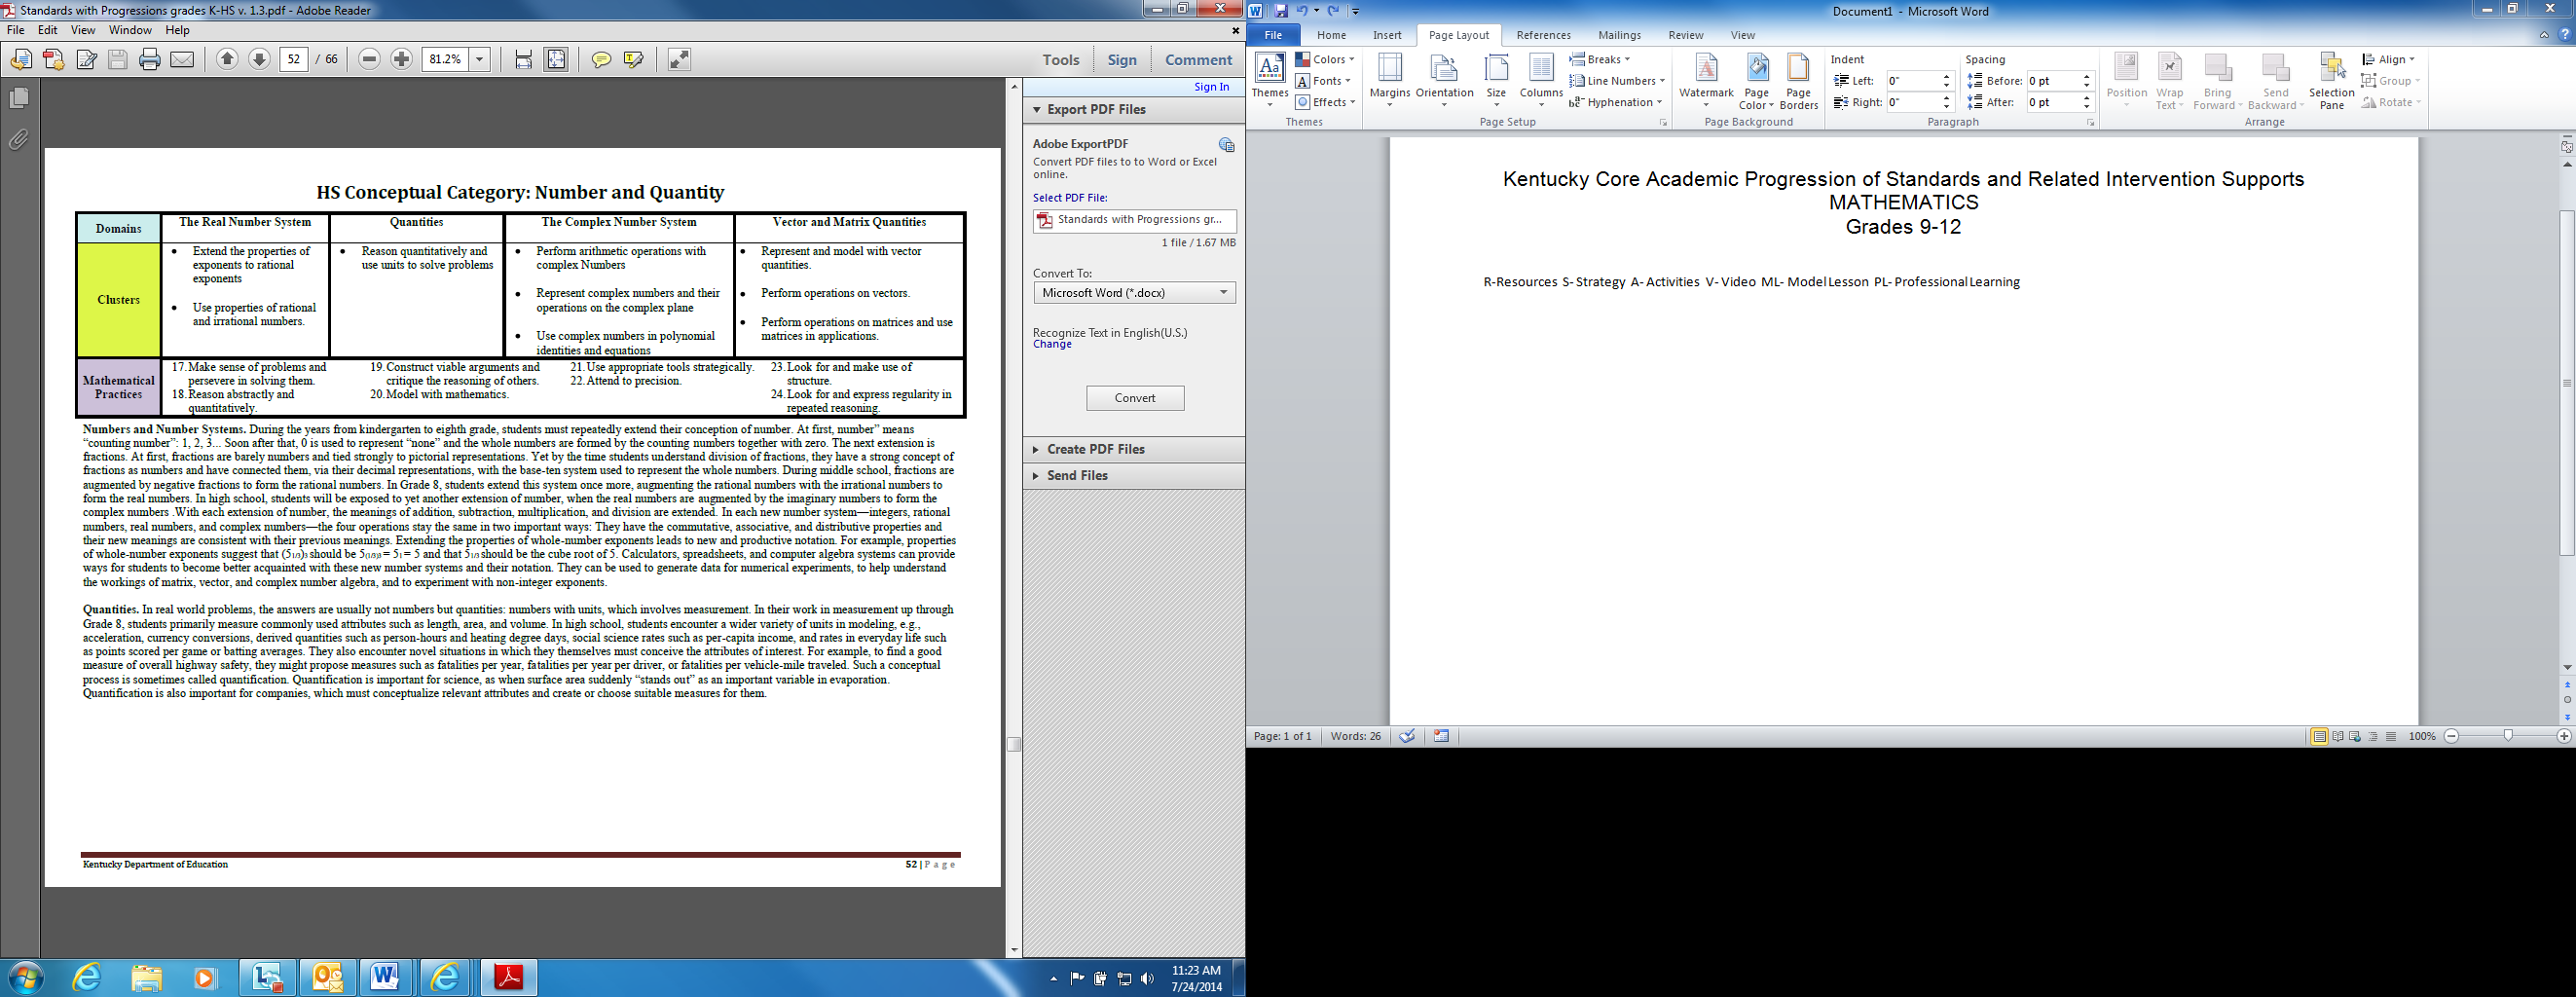 Standards with Progressions grades K-HS v. 1.3.pdf - Adobe Reader
File Edit View Window Help
52 / 66 81.2% Tools Sign Comment
Sign In
Export PDF Files
Adobe ExportPDF
Convert PDF files to to Word or Excel
online.
Select PDF File:
Standards with Progressions gr...
1 file / 1.67 MB
Convert To:
Microsoft Word (*.docx)
Recognize Text in English(U.S.)
Change
Convert
Create PDF Files
Send Files
HS Conceptual Category: Number and Quantity
Domains The Real Number System Quantities The Complex Number System Vector and Matrix Quantities
Clusters
• Extend the properties of
exponents to rational
exponents
• Use properties of rational
and irrational numbers.
• Reason quantitatively and
use units to solve problems
• Perform arithmetic operations with
complex Numbers
• Represent complex numbers and their
operations on the complex plane
• Use complex numbers in polynomial
identities and equations
• Represent and model with vector
quantities.
• Perform operations on vectors.
• Perform operations on matrices and use
matrices in applications.
Mathematical
Practices
17. Make sense of problems and
persevere in solving them.
18. Reason abstractly and
quantitatively.
19. Construct viable arguments and
critique the reasoning of others.
20. Model with mathematics.
21. Use appropriate tools strategically.
22. Attend to precision.
23. Look for and make use of
structure.
24. Look for and express regularity in
repeated reasoning.
Numbers and Number Systems. During the years from kindergarten to eighth grade, students must repeatedly extend their conception of number. At first, number” means
“counting number”: 1, 2, 3... Soon after that, 0 is used to represent “none” and the whole numbers are formed by the counting numbers together with zero. The next extension is
fractions. At first, fractions are barely numbers and tied strongly to pictorial representations. Yet by the time students understand division of fractions, they have a strong concept of
fractions as numbers and have connected them, via their decimal representations, with the base-ten system used to represent the whole numbers. During middle school, fractions are
augmented by negative fractions to form the rational numbers. In Grade 8, students extend this system once more, augmenting the rational numbers with the irrational numbers to
form the real numbers. In high school, students will be exposed to yet another extension of number, when the real numbers are augmented by the imaginary numbers to form the
complex numbers .With each extension of number, the meanings of addition, subtraction, multiplication, and division are extended. In each new number system—integers, rational
numbers, real numbers, and complex numbers—the four operations stay the same in two important ways: They have the commutative, associative, and distributive properties and
their new meanings are consistent with their previous meanings. Extending the properties of whole-number exponents leads to new and productive notation. For example, properties
of whole-number exponents suggest that (51/3)3 should be 5(1/3)3 = 51 = 5 and that 51/3 should be the cube root of 5. Calculators, spreadsheets, and computer algebra systems can provide
ways for students to become better acquainted with these new number systems and their notation. They can be used to generate data for numerical experiments, to help understand
the workings of matrix, vector, and complex number algebra, and to experiment with non-integer exponents.
Quantities. In real world problems, the answers are usually not numbers but quantities: numbers with units, which involves measurement. In their work in measurement up through
Grade 8, students primarily measure commonly used attributes such as length, area, and volume. In high school, students encounter a wider variety of units in modeling, e.g.,
acceleration, currency conversions, derived quantities such as person-hours and heating degree days, social science rates such as per-capita income, and rates in everyday life such
as points scored per game or batting averages. They also encounter novel situations in which they themselves must conceive the attributes of interest. For example, to find a good
measure of overall highway safety, they might propose measures such as fatalities per year, fatalities per year per driver, or fatalities per vehicle-mile traveled. Such a conceptual
process is sometimes called quantification. Quantification is important for science, as when surface area suddenly “stands out” as an important variable in evaporation.
Quantification is also important for companies, which must conceptualize relevant attributes and create or choose suitable measures for them.
Kentucky Department of Education 52 | Page
11:23 AM
7/24/2014
Document1 - Microsoft Word
File Home Insert Page Layout References Mailings Review View
Themes Colors Fonts Effects
Themes
Margins Orientation Size Columns Breaks Line Numbers Hyphenation
Page Setup
Watermark Page Color Page Borders
Page Background
Indent Left: 0" Right: 0" Spacing Before: 0 pt After: 0 pt
Paragraph
Position Wrap Text Bring Forward Send Backward Selection Pane Align Group Rotate
Arrange
Kentucky Core Academic Progression of Standards and Related Intervention Supports
MATHEMATICS
Grades 9-12
R-Resources S- Strategy A- Activities V- Video ML- Model Lesson PL- Professional Learning
Page: 1 of 1 Words: 26 100%